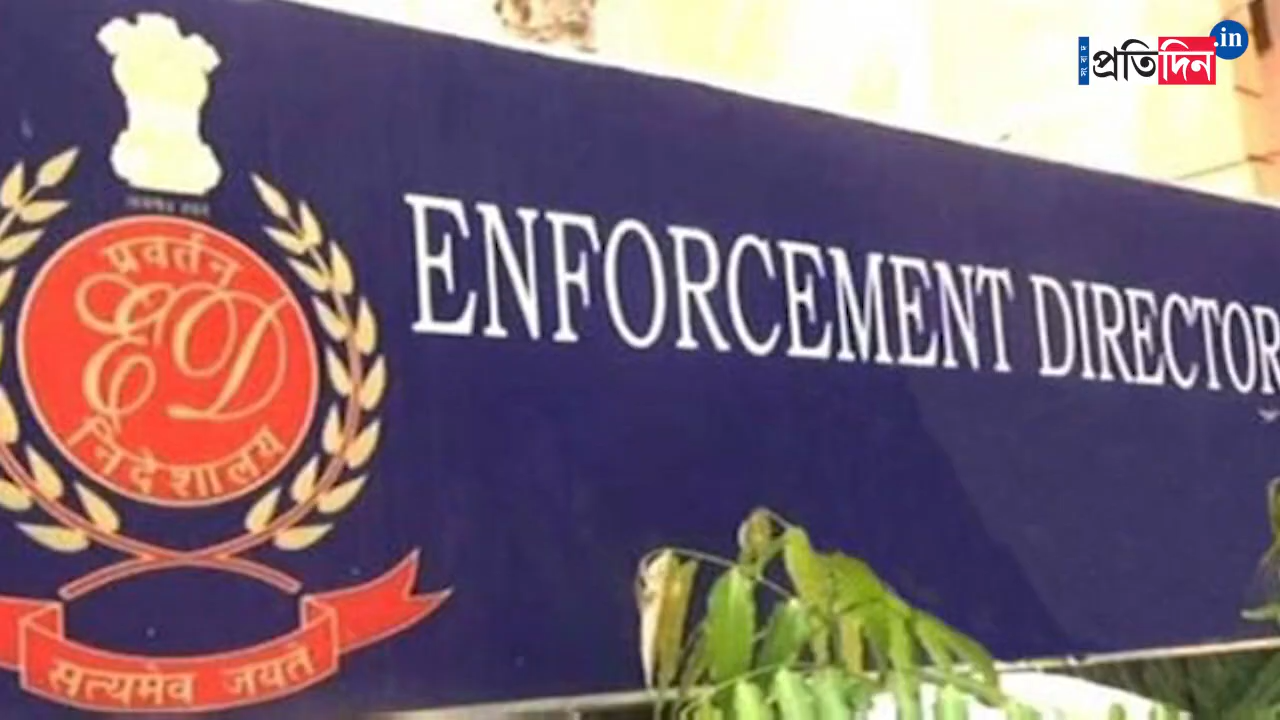 সংবাদ প্রতিদিন.in
प्रवर्तन
ED
निदेशालय
ENFORCEMENT DIRECTOR
सत्यमेव जयते